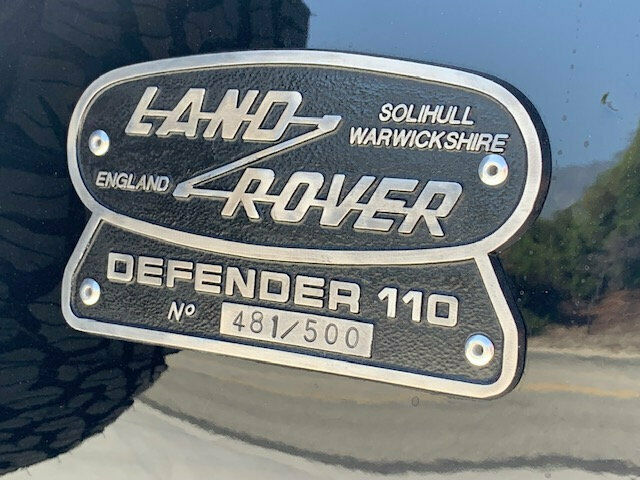 LAND
ROVER
SOLIHULL
WARWICKSHIRE
ENGLAND
DEFENDER 110
Nº 481/500